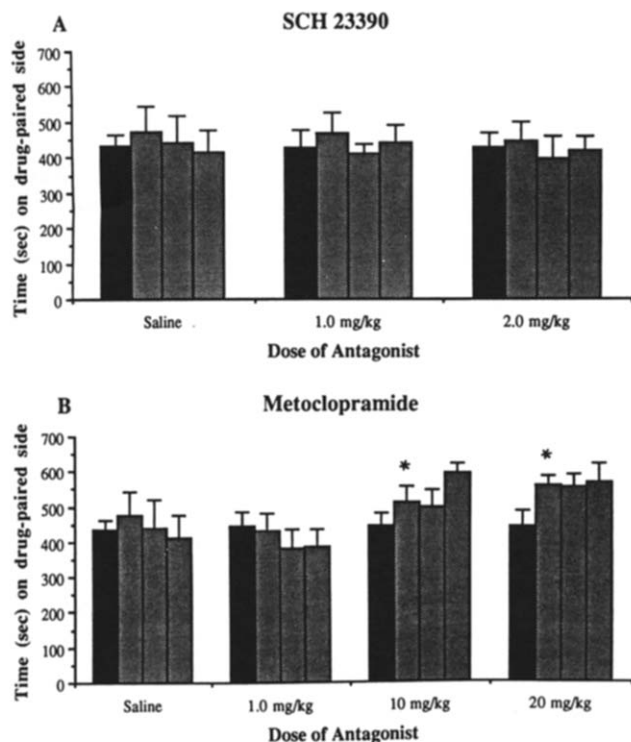 A
SCH 23390
Time (sec) on drug-paired side
700
600
500
400
300
200
100
0
Saline
1.0 mg/kg
2.0 mg/kg
Dose of Antagonist
B
Metoclopramide
Time (sec) on drug-paired side
700
600
500
400
300
200
100
0
*
*
Saline
1.0 mg/kg
10 mg/kg
20 mg/kg
Dose of Antagonist